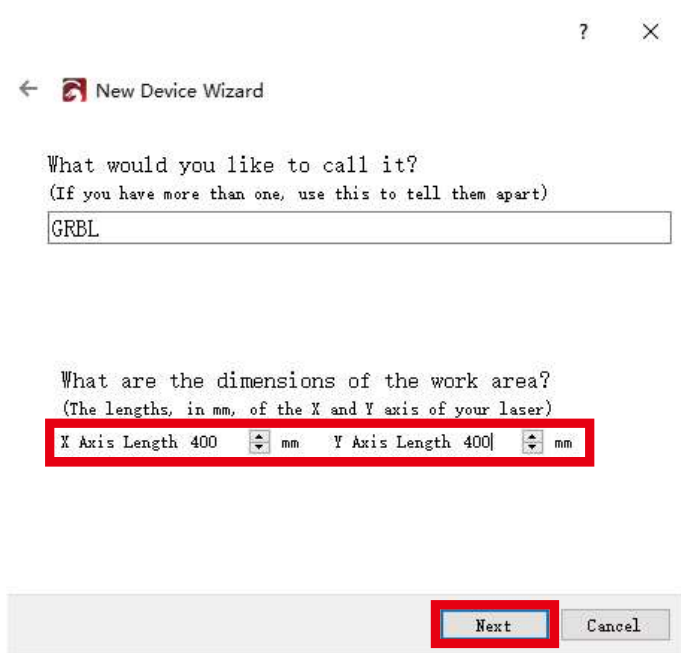 ?
New Device Wizard
What would you like to call it?
(If you have more than one, use this to tell them apart)
GRBL
What are the dimensions of the work area?
(The lengths, in mm, of the X and Y axis of your laser)
X Axis Length 400 mm Y Axis Length 400 mm
Next Cancel